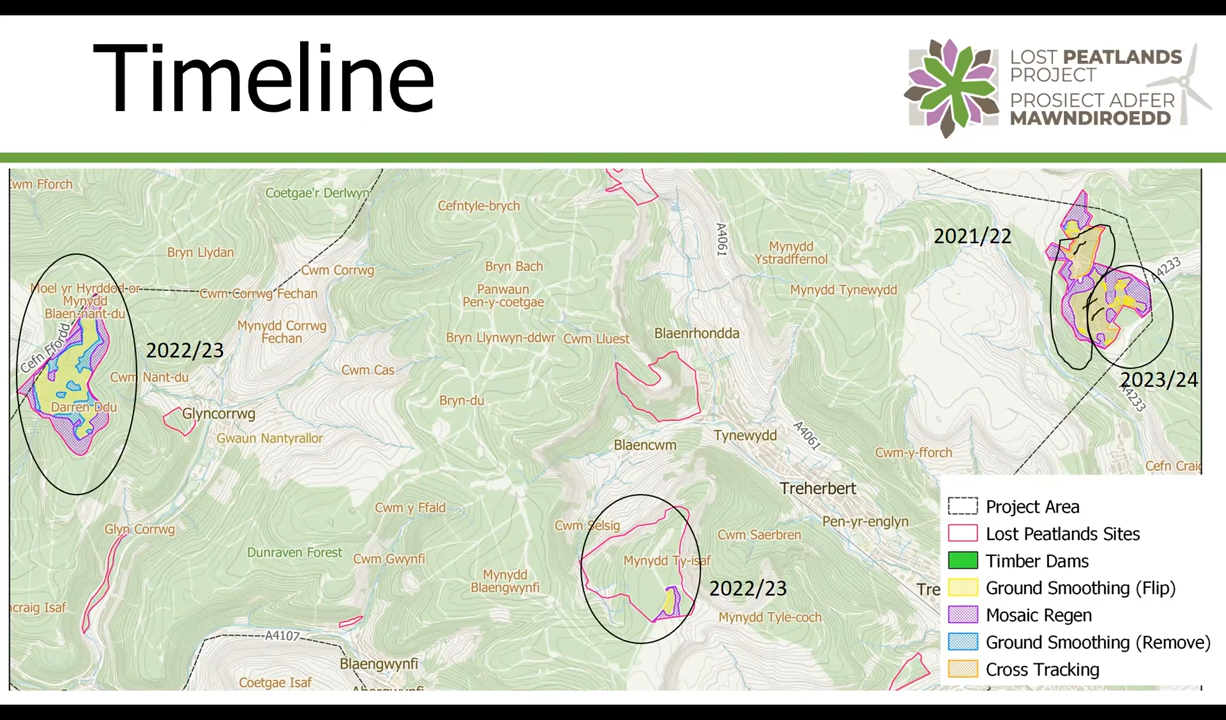 Timeline
LOST PEATLANDS
PROJECT
PROSIECT ADFER
MAWNDIROEDD
Cwm Fforch
Coetgae'r Derlwyn
Cefntyle-brych
A4061
2021/22
Bryn Llydan
Mynydd
Ystradffernol
Cwm Corrwg
Bryn Bach
A4233
Moel yr Hyrddod or
Mynydd
Blaen-nant-du
Cwm Corrwg Fechan
Panwaun
Pen-y-coetgae
Mynydd Tynewydd
Mynydd Corrwg
Fechan
Bryn Llynwyn-ddwr
Cwm Lluest
Blaenrhondda
Cefn Ffordd
2022/23
Cwm Nant-du
Cwm Cas
2023/24
A4233
Darren Ddu
Glyncorrwg
Bryn-du
Gwaun Nantyrallor
Blaencwm
Tynewydd
A4061
Cwm-y-fforch
Cefn Craig
Treherbert
Cwm y Ffald
Glyn Corrwg
Cwm Selsig
Cwm Saerbren
Pen-yr-englyn
Dunraven Forest
Cwm Gwynfi
Mynydd Ty-isaf
Mynydd
Blaengwynfi
2022/23
Tre
ncraig Isaf
Mynydd Tyle-coch
A4107
Blaengwynfi
Coetgae Isaf
Abergwynfi
Project Area
Lost Peatlands Sites
Timber Dams
Ground Smoothing (Flip)
Mosaic Regen
Ground Smoothing (Remove)
Cross Tracking